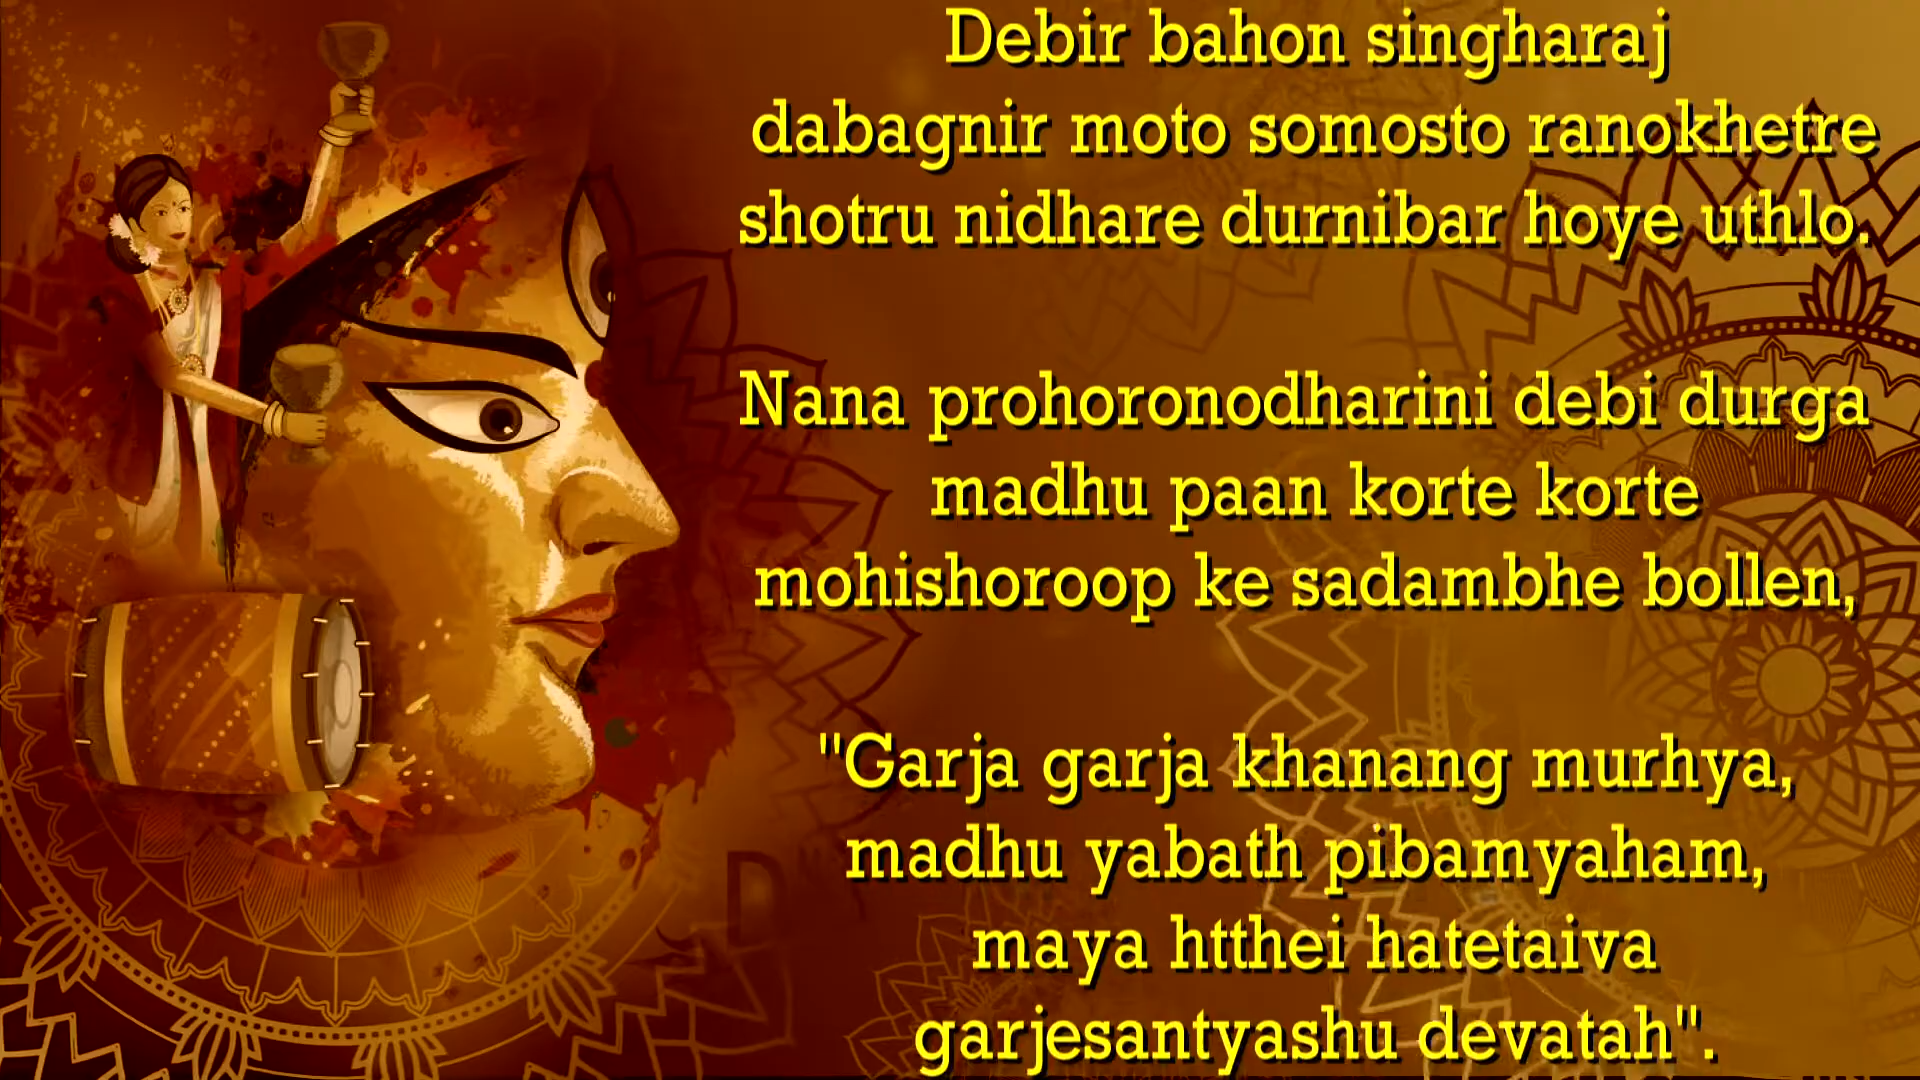 Debir bahon singharaj
dabagnir moto somosto ranokhetre
shotru nidhare durnibar hoye uthlo.
Nana prohoronodharini debi durga
madhu paan korte korte
mohishoroop ke sadambhe bollen,
"Garja garja khanang murhya,
madhu yabath pibamyaham,
maya htthei hatetaiva
garjesantyashu devatah".